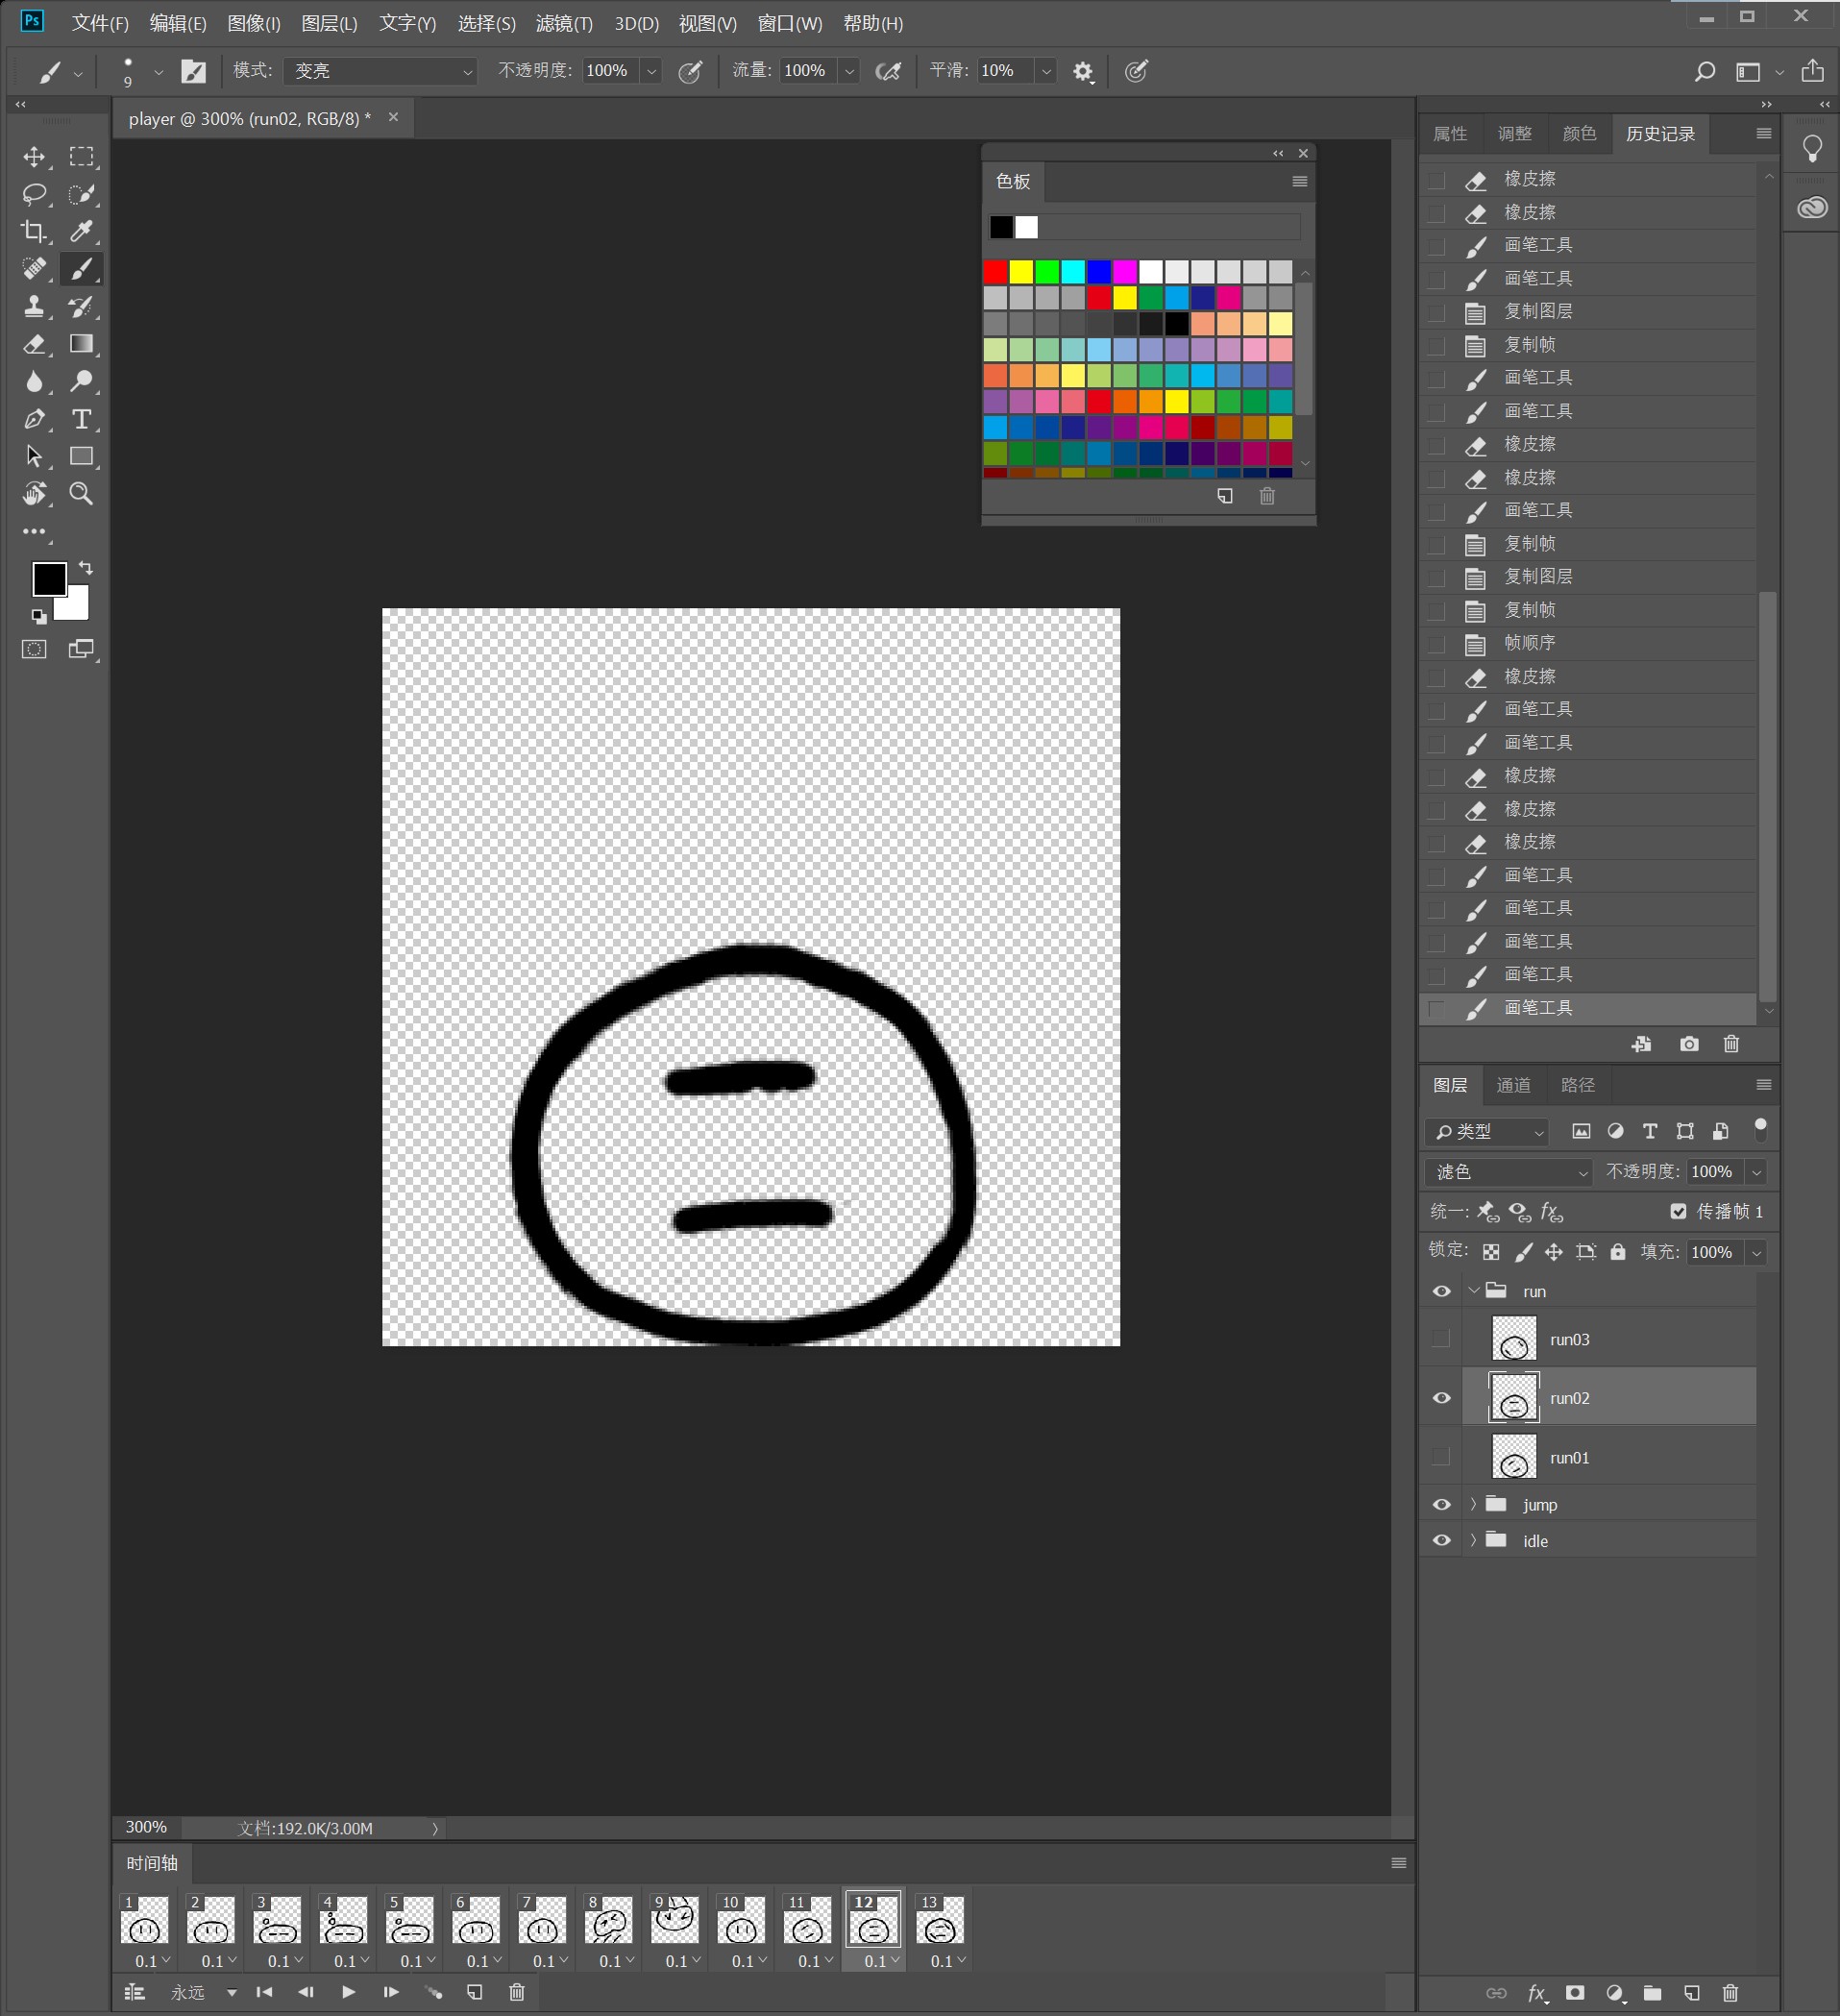 Ps 文件(F) 编辑(E) 图像(I) 图层(L) 文字(Y) 选择(S) 滤镜(T) 3D(D) 视图(V) 窗口(W) 帮助(H)
9 模式: 变亮 不透明度: 100% 流量: 100% 平滑: 10%
player @ 300% (run02, RGB/8) *
色板
属性 调整 颜色 历史记录
橡皮擦
橡皮擦
画笔工具
画笔工具
复制图层
复制帧
画笔工具
画笔工具
橡皮擦
橡皮擦
画笔工具
复制帧
复制图层
复制帧
帧顺序
橡皮擦
画笔工具
画笔工具
橡皮擦
橡皮擦
橡皮擦
画笔工具
画笔工具
画笔工具
画笔工具
画笔工具
图层 通道 路径
类型
滤色 不透明度: 100%
统一: 传播帧 1
锁定: 填充: 100%
run
run03
run02
run01
jump
idle
300% 文档:192.0K/3.00M
时间轴
1 2 3 4 5 6 7 8 9 10 11 12 13
0.1 0.1 0.1 0.1 0.1 0.1 0.1 0.1 0.1 0.1 0.1 0.1 0.1
永远
fx